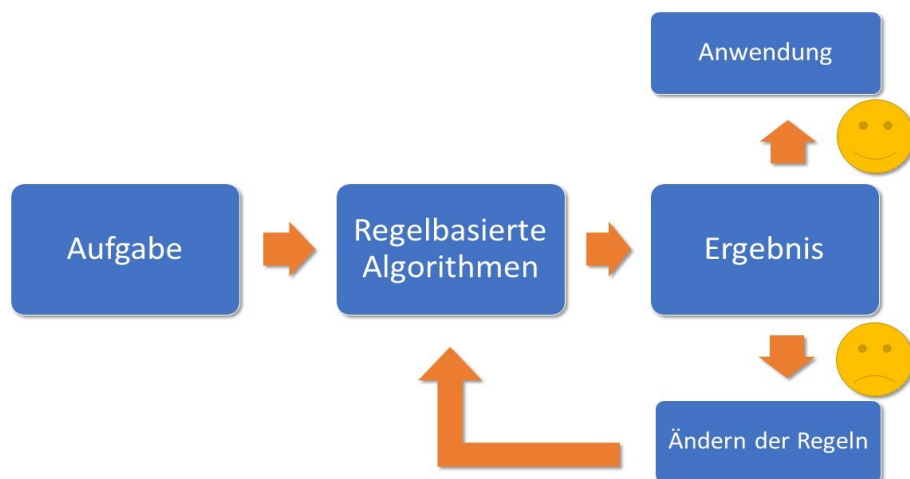 Anwendung
Aufgabe
Regelbasierte
Algorithmen
Ergebnis
Ändern der Regeln